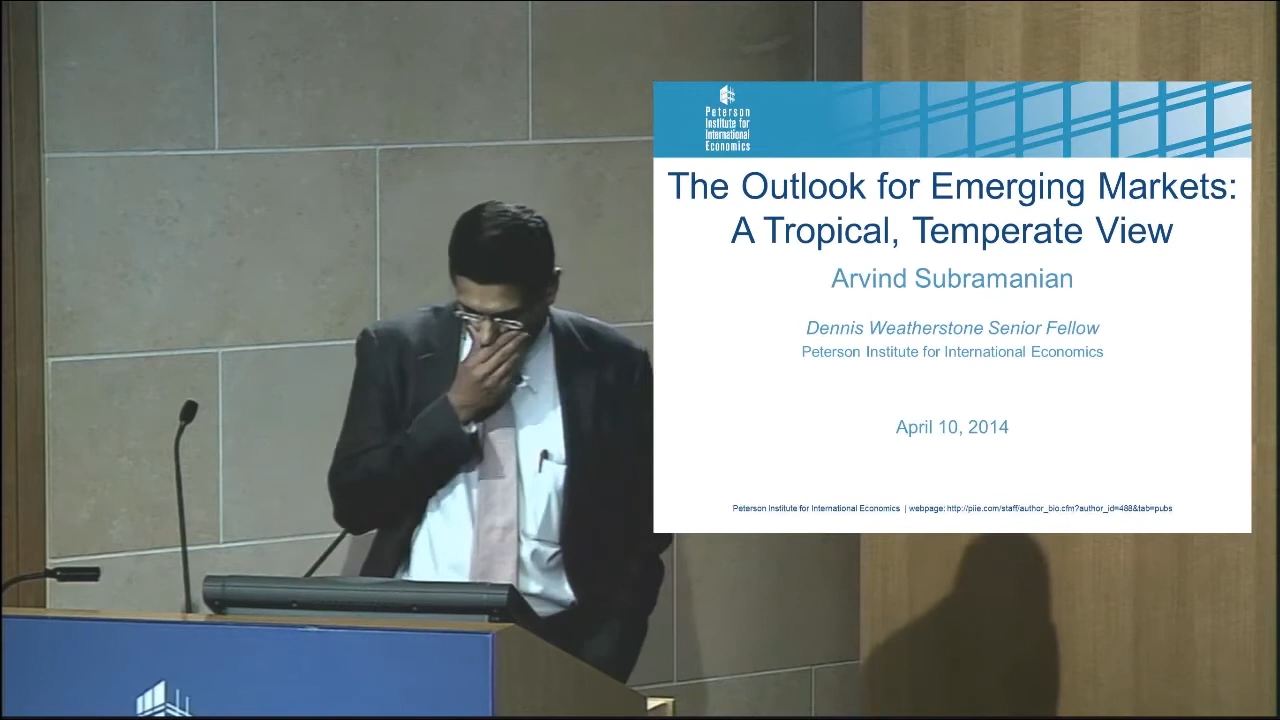 Peterson
Institute for
International
Economics
The Outlook for Emerging Markets:
A Tropical, Temperate View
Arvind Subramanian
Dennis Weatherstone Senior Fellow
Peterson Institute for International Economics
April 10, 2014
Peterson Institute for International Economics | webpage: http://piie.com/staff/author_bio.cfm?author_id=488&tab=pubs